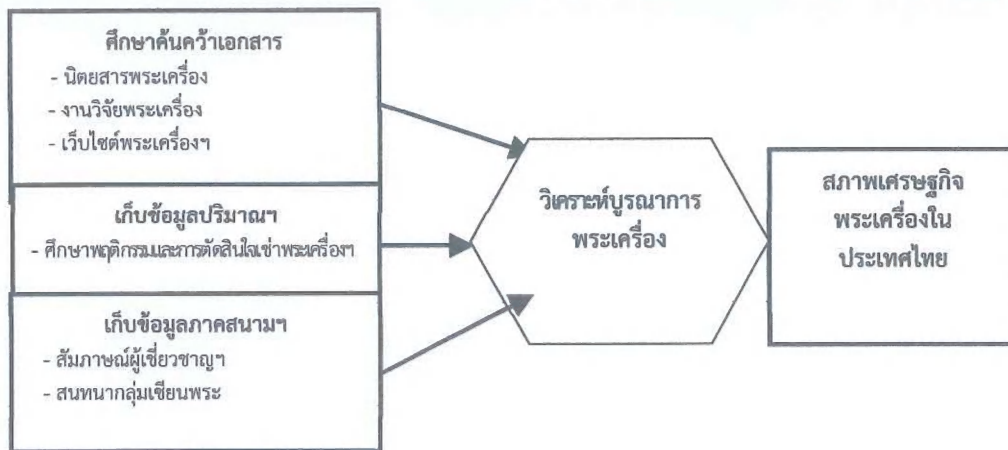 ศึกษาค้นคว้าเอกสาร
- นิตยสารพระเครื่อง
- งานวิจัยพระเครื่อง
- เว็บไซต์พระเครื่องฯ
เก็บข้อมูลปริมาณฯ
- ศึกษาพฤติกรรมและการตัดสินใจเช่าพระเครื่องฯ
เก็บข้อมูลภาคสนามฯ
- สัมภาษณ์ผู้เชี่ยวชาญฯ
- สนทนากลุ่มเซียนพระ
วิเคราะห์บูรณาการ
พระเครื่อง
สภาพเศรษฐกิจ
พระเครื่องใน
ประเทศไทย